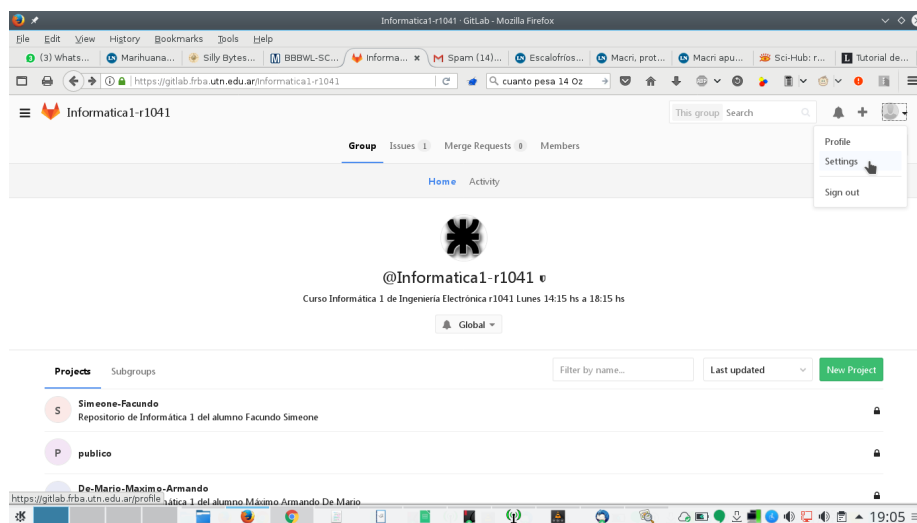 Informatica1-r1041 · GitLab - Mozilla Firefox
File Edit View History Bookmarks Tools Help
(3) Whats... Marihuana... Silly Bytes... BBBWL-SC... Informa... Spam (14)... Escalofríos... Macri, prot... Macri apu... Sci-Hub: r... Tutorial de...
https://gitlab.frba.utn.edu.ar/Informatica1-r1041 cuanto pesa 14 Oz
Informatica1-r1041 This group Search
Group Issues 1 Merge Requests 0 Members
Profile
Settings
Sign out
Home Activity
@Informatica1-r1041
Curso Informática 1 de Ingeniería Electrónica r1041 Lunes 14:15 hs a 18:15 hs
Global
Projects Subgroups Filter by name... Last updated New Project
S Simeone-Facundo
Repositorio de Informática 1 del alumno Facundo Simeone
P publico
De-Mario-Maximo-Armando
https://gitlab.frba.utn.edu.ar/profile mática 1 del alumno Máximo Armando De Mario
19:05